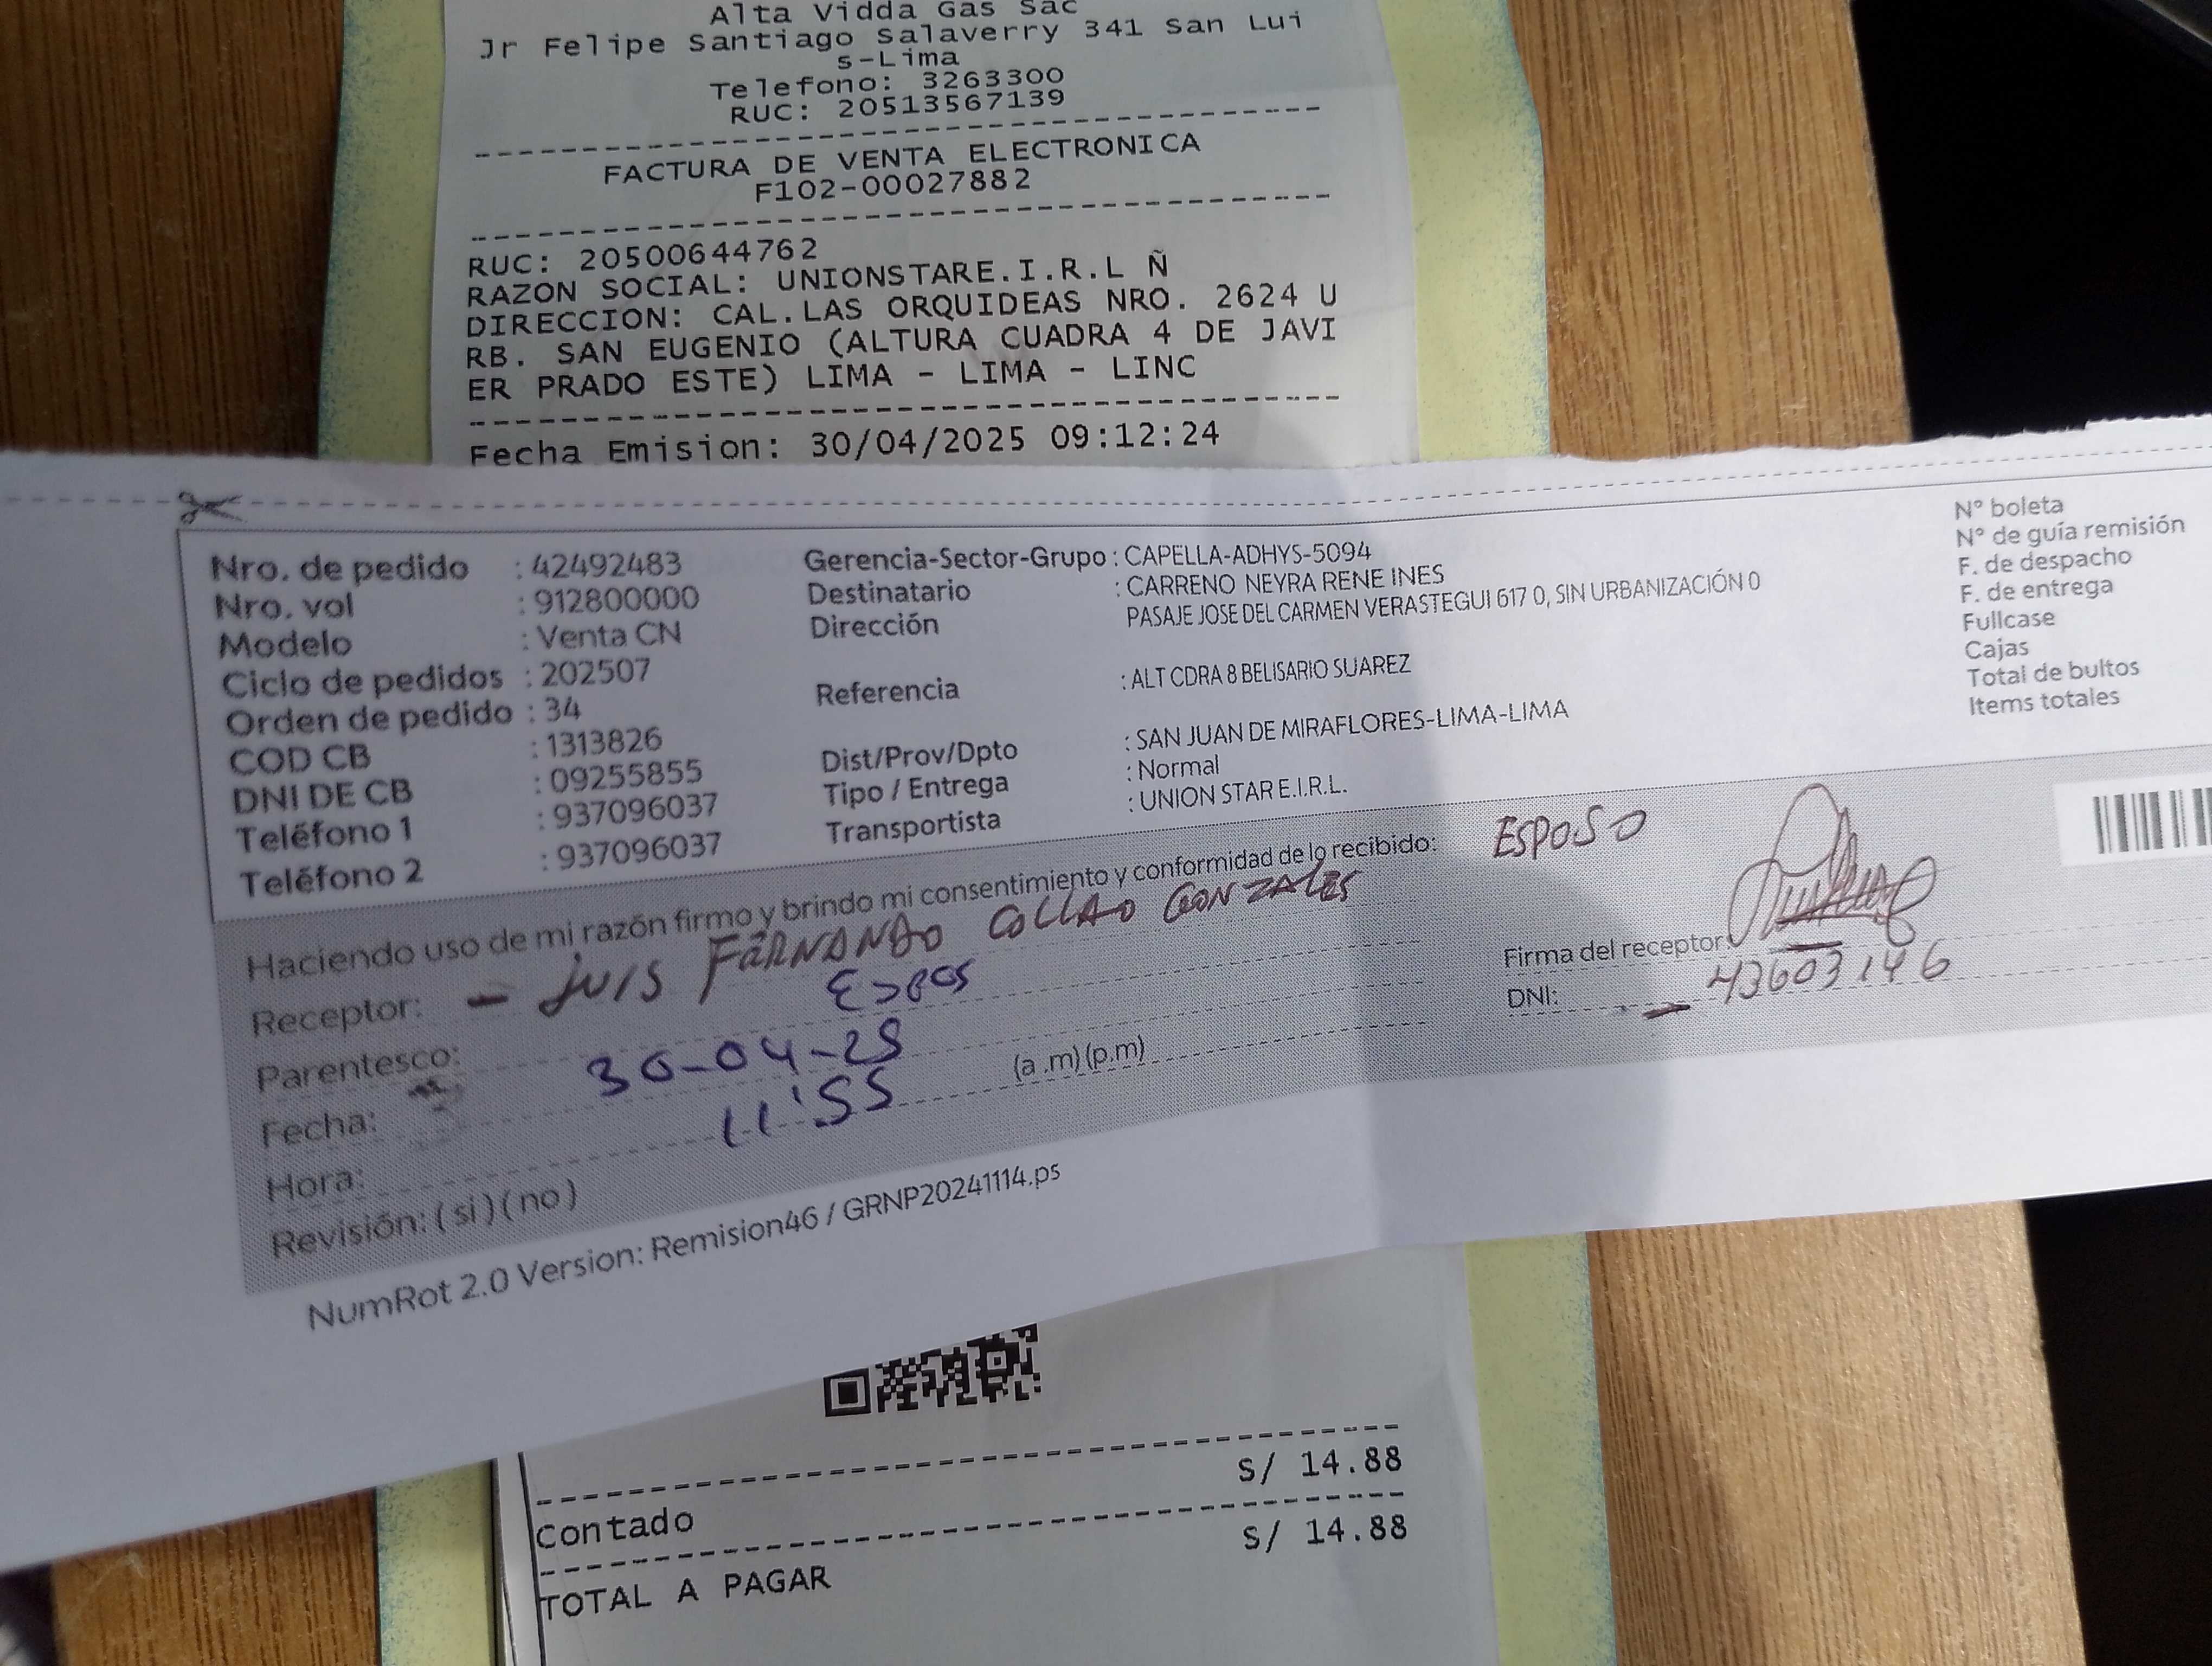 Alta Vidda Gas Sac
Jr Felipe Santiago Salaverry 341 San Lui
s-Lima
Telefono: 3263300
RUC: 20513567139
FACTURA DE VENTA ELECTRONICA
F102-00027882
RUC: 20500644762
RAZON SOCIAL: UNIONSTARE.I.R.L Ñ
DIRECCION: CAL.LAS ORQUIDEAS NRO. 2624 U
RB. SAN EUGENIO (ALTURA CUADRA 4 DE JAVI
ER PRADO ESTE) LIMA - LIMA - LINC
Fecha Emision: 30/04/2025 09:12:24
Nro. de pedido : 42492483
Nro. vol : 912800000
Modelo : Venta CN
Ciclo de pedidos : 202507
Orden de pedido : 34
COD CB : 1313826
DNI DE CB : 09255855
Teléfono 1 : 937096037
Teléfono 2 : 937096037
Gerencia-Sector-Grupo : CAPELLA-ADHYS-5094
Destinatario : CARRENO NEYRA RENE INES
Dirección PASAJE JOSE DEL CARMEN VERASTEGUI 617 0, SIN URBANIZACIÓN 0
Referencia : ALT CDRA 8 BELISARIO SUAREZ
Dist/Prov/Dpto : SAN JUAN DE MIRAFLORES-LIMA-LIMA
Tipo / Entrega : Normal
Transportista : UNION STAR E.I.R.L.
N° boleta
N° de guía remisión
F. de despacho
F. de entrega
Fullcase
Cajas
Total de bultos
Items totales
Haciendo uso de mi razón firmo y brindo mi consentimiento y conformidad de lo recibido: ESPOSO
Receptor: - LUIS FERNANDO COLLAO GONZALES
Parentesco: Espos
Fecha: 30-04-25
Hora: 11:55 (a .m) (p.m)
Revisión: ( si ) ( no )
Firma del receptor:
DNI: - 43603146
NumRot 2.0 Version: Remision46 / GRNP20241114.ps
S/ 14.88
Contado
S/ 14.88
TOTAL A PAGAR